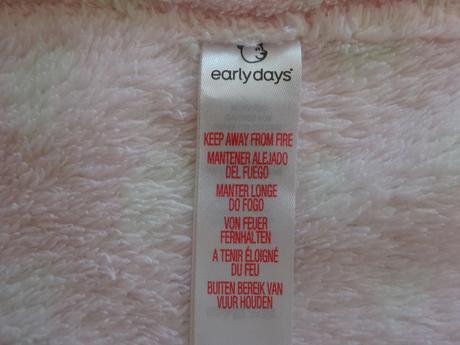 earlydays
KEEP AWAY FROM FIRE
MANTENER ALEJADO
DEL FUEGO
MANTER LONGE
DO FOGO
VON FEUER
FERNHALTEN
A TENIR ÉLOIGNÉ
DU FEU
BUITEN BEREIK VAN
VUUR HOUDEN